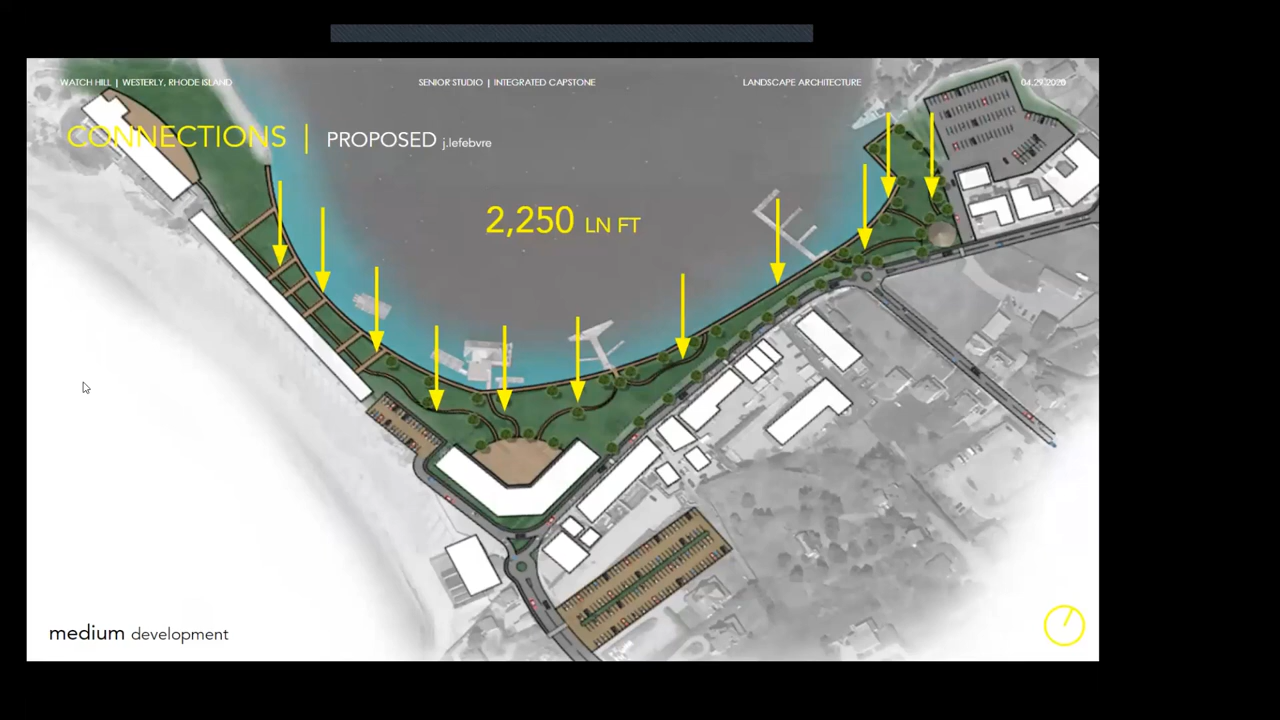 WATCH HILL | WESTERLY, RHODE ISLAND
SENIOR STUDIO | INTEGRATED CAPSTONE
LANDSCAPE ARCHITECTURE
04.29.2020
CONNECTIONS | PROPOSED j.lefebvre
2,250 LN FT
medium development